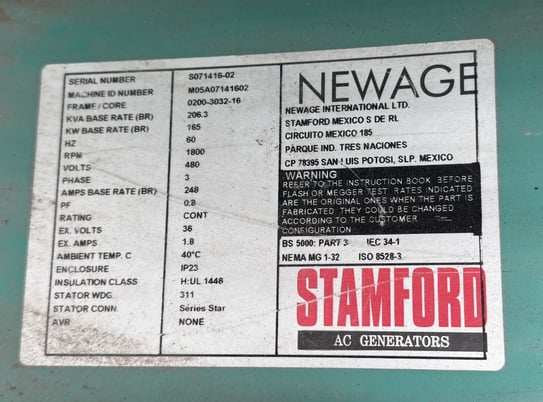 SERIAL NUMBER S071416-02
MACHINE ID NUMBER M05A07141602
FRAME / CORE 0200-3032-16
KVA BASE RATE (BR) 206.3
KW BASE RATE (BR) 165
HZ 60
RPM 1800
VOLTS 480
PHASE 3
AMPS BASE RATE (BR) 248
PF 0.8
RATING CONT
EX. VOLTS 36
EX. AMPS 1.8
AMBIENT TEMP. C 40°C
ENCLOSURE IP23
INSULATION CLASS H:UL 1446
STATOR WDG. 311
STATOR CONN. Series Star
AVR NONE
NEWAGE
NEWAGE INTERNATIONAL LTD.
STAMFORD MEXICO S DE RL
CIRCUITO MEXICO 185
PARQUE IND. TRES NACIONES
CP 78395 SAN LUIS POTOSI, SLP. MEXICO
WARNING
REFER TO THE INSTRUCTION BOOK BEFORE
FLASH OR MEGGER TEST RATES INDICATED
ARE THE ORIGINAL ONES WHEN THE PART IS
FABRICATED. THEY COULD BE CHANGED
ACCORDING TO THE CUSTOMER
CONFIGURATION
BS 5000: PART 3 IEC 34-1
NEMA MG 1-32 ISO 8528-3
STAMFORD
AC GENERATORS